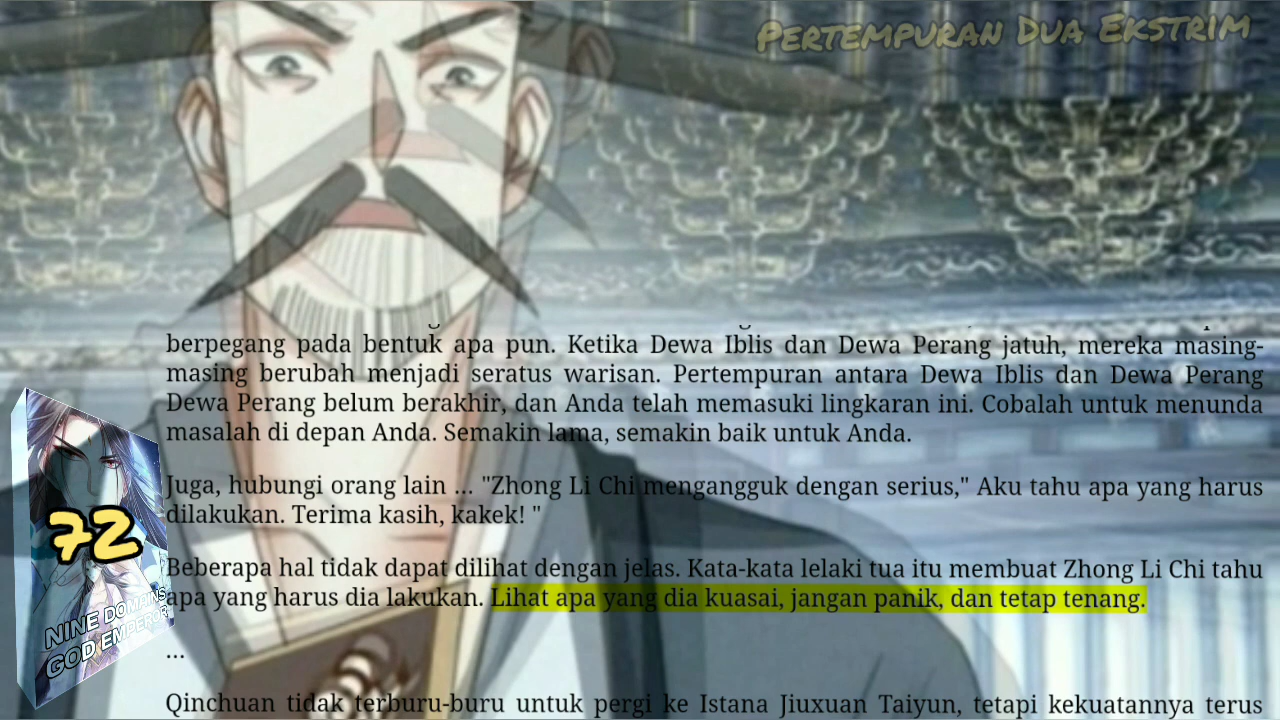 Pertempuran Dua Ekstrim
berpegang pada bentuk apa pun. Ketika Dewa Iblis dan Dewa Perang jatuh, mereka masing-
masing berubah menjadi seratus warisan. Pertempuran antara Dewa Iblis dan Dewa Perang
Dewa Perang belum berakhir, dan Anda telah memasuki lingkaran ini. Cobalah untuk menunda
masalah di depan Anda. Semakin lama, semakin baik untuk Anda.
Juga, hubungi orang lain ... "Zhong Li Chi mengangguk dengan serius," Aku tahu apa yang harus
dilakukan. Terima kasih, kakek! "
Beberapa hal tidak dapat dilihat dengan jelas. Kata-kata lelaki tua itu membuat Zhong Li Chi tahu
apa yang harus dia lakukan. Lihat apa yang dia kuasai, jangan panik, dan tetap tenang.
...
Qinchuan tidak terburu-buru untuk pergi ke Istana Jiuxuan Taiyun, tetapi kekuatannya terus
72
NINE DOMAINS
GOD EMPEROR